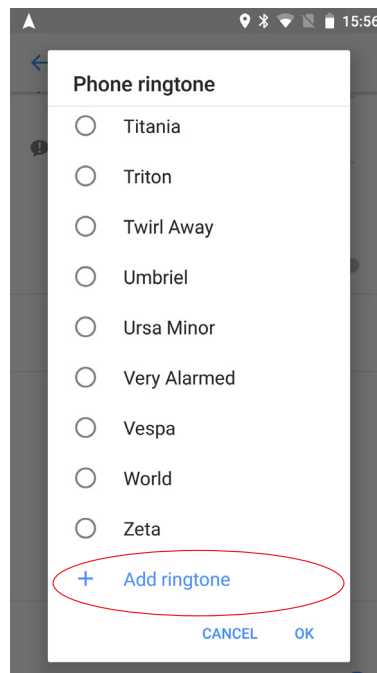 15:56
Phone ringtone
Titania
Triton
Twirl Away
Umbriel
Ursa Minor
Very Alarmed
Vespa
World
Zeta
+ Add ringtone
CANCEL OK